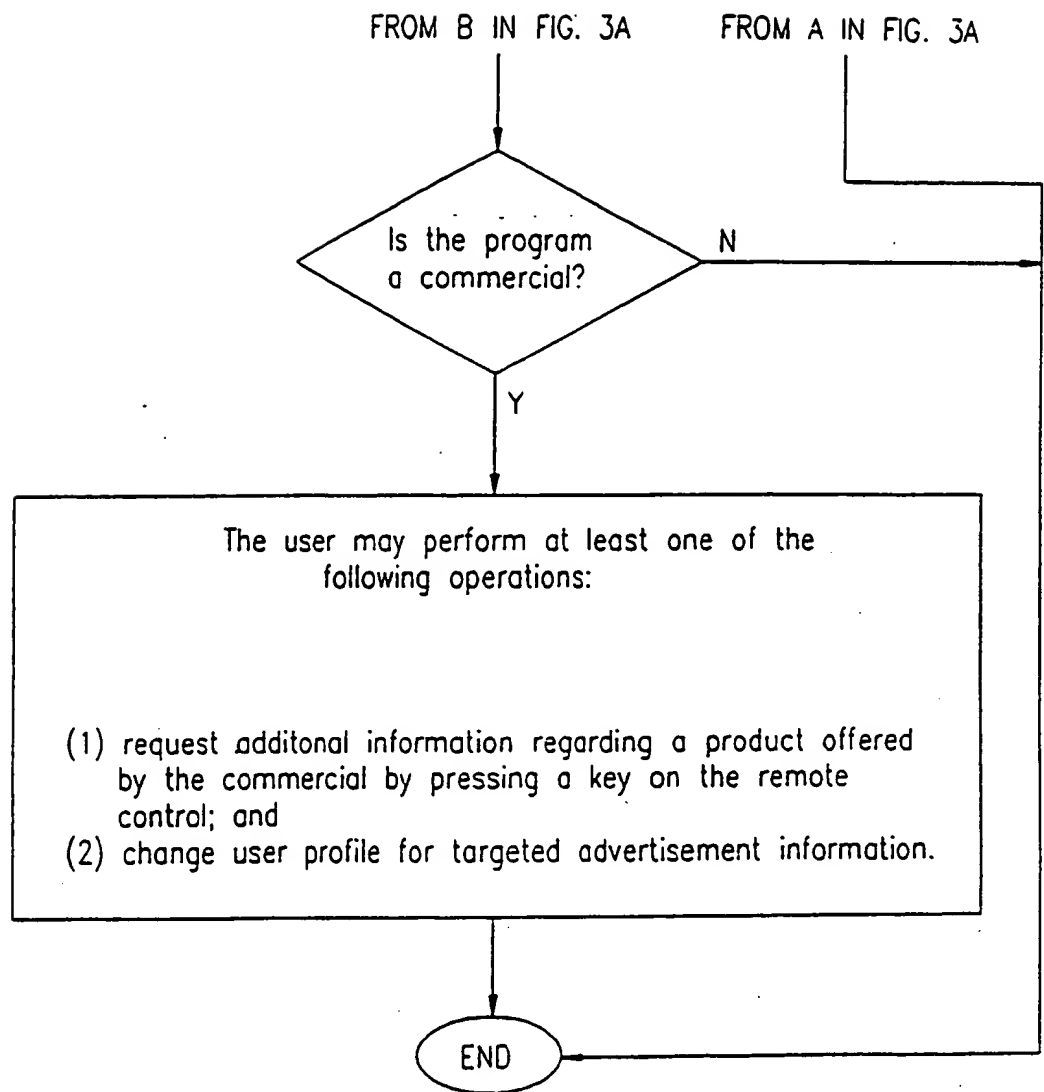 FROM B IN FIG. 3A
FROM A IN FIG. 3A
Is the program
a commercial?
N
Y
The user may perform at least one of the
following operations:
(1) request additonal information regarding a product offered
by the commercial by pressing a key on the remote
control; and
(2) change user profile for targeted advertisement information.
END